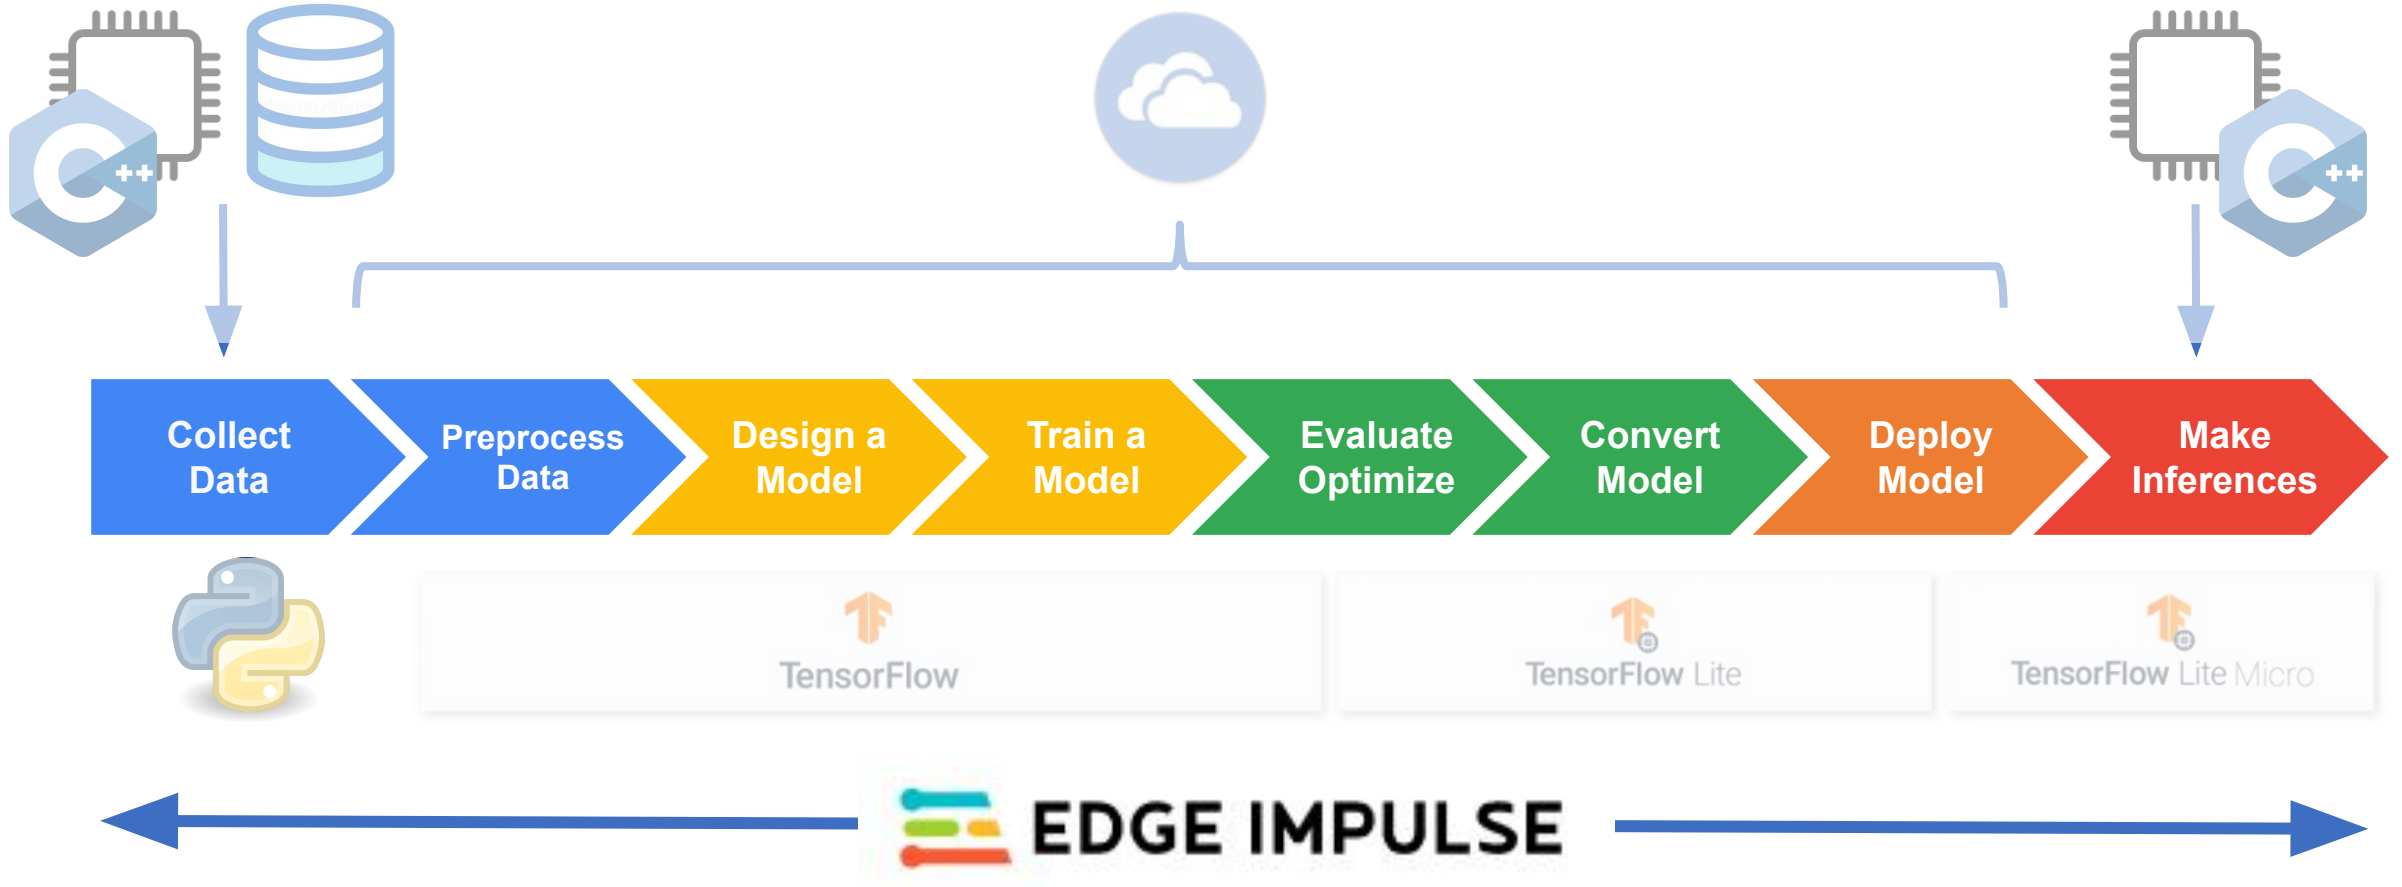 C++
C++
Collect
Data
Preprocess
Data
Design a
Model
Train a
Model
Evaluate
Optimize
Convert
Model
Deploy
Model
Make
Inferences
TensorFlow
TensorFlow Lite
TensorFlow Lite Micro
EDGE IMPULSE